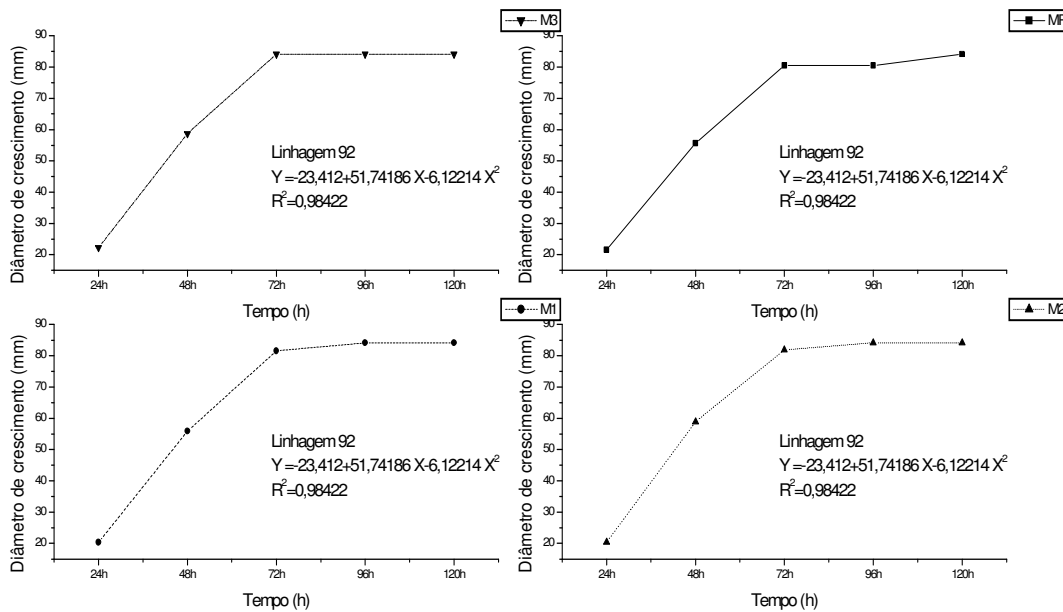 M3
90
80
70
60
50
40
30
20
Diâmetro de crescimento (mm)
Linhagem 92
Y =-23,412+51,74186 X-6,12214 X²
R²=0,98422
24h 48h 72h 96h 120h
Tempo (h)
90
80
70
60
50
40
30
20
Diâmetro de crescimento (mm)
Linhagem 92
Y =-23,412+51,74186 X-6,12214 X²
R²=0,98422
24h 48h 72h 96h 120h
Tempo (h)
M1
90
80
70
60
50
40
30
20
Diâmetro de crescimento (mm)
Linhagem 92
Y =-23,412+51,74186 X-6,12214 X²
R²=0,98422
24h 48h 72h 96h 120h
Tempo (h)
M2
90
80
70
60
50
40
30
20
Diâmetro de crescimento (mm)
Linhagem 92
Y =-23,412+51,74186 X-6,12214 X²
R²=0,98422
24h 48h 72h 96h 120h
Tempo (h)